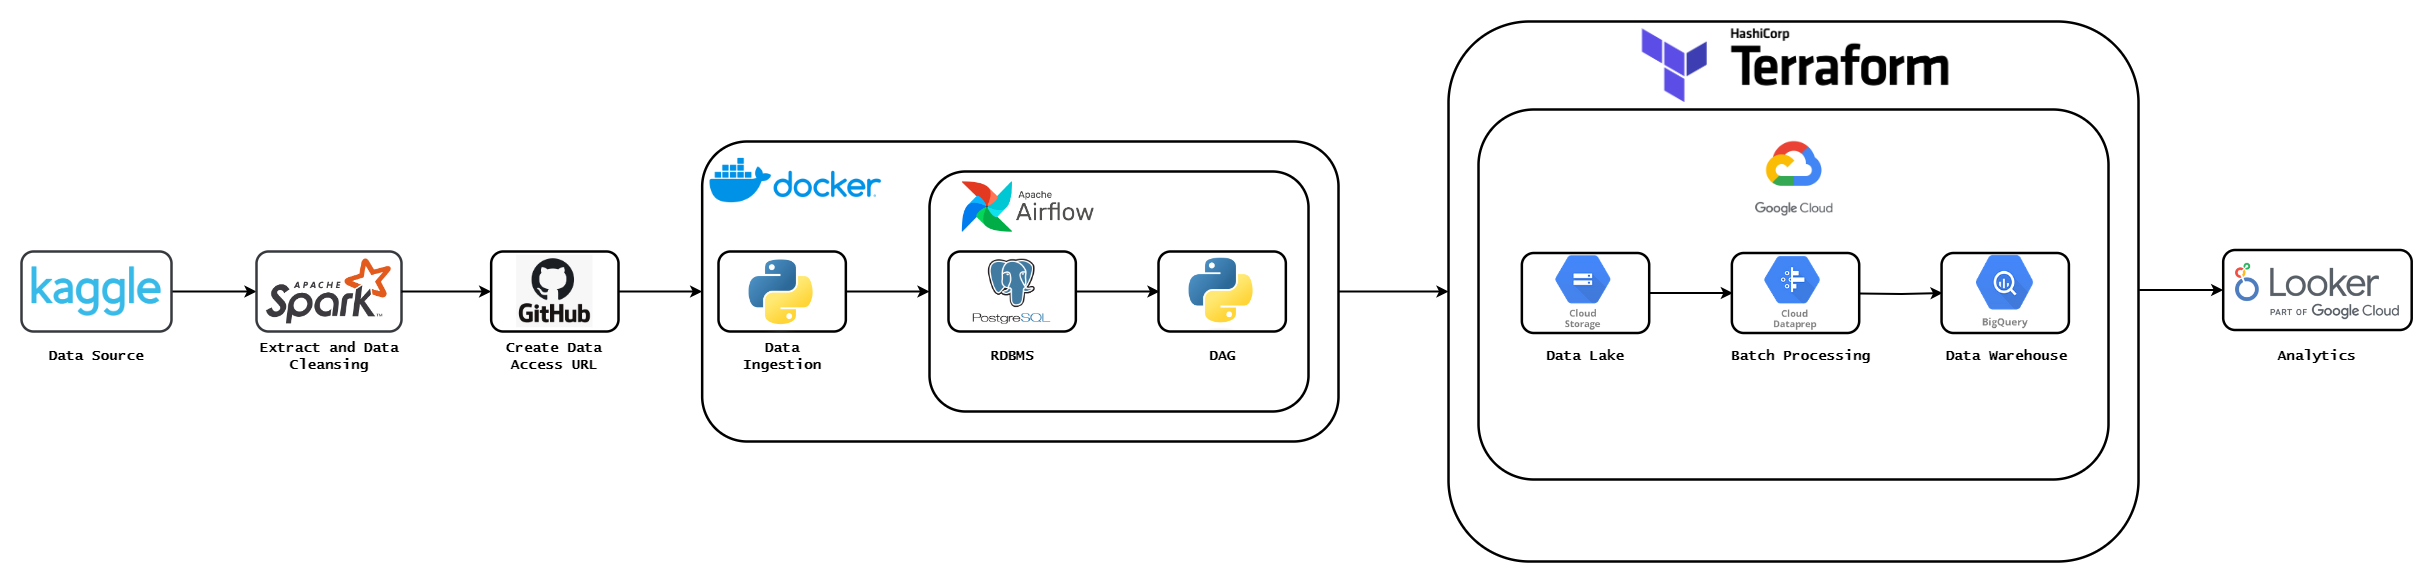 HashiCorp
Terraform
docker
Apache
Airflow
Google Cloud
kaggle
APACHE
Spark™
GitHub
PostgreSQL
Cloud
Storage
Cloud
Dataprep
BigQuery
Looker
PART OF Google Cloud
Data Source
Extract and Data
Cleansing
Create Data
Access URL
Data
Ingestion
RDBMS
DAG
Data Lake
Batch Processing
Data Warehouse
Analytics